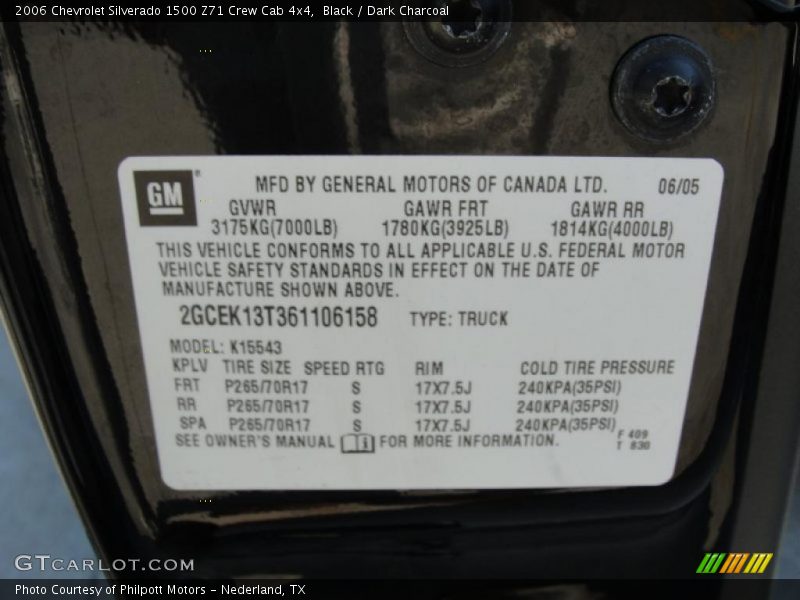 2006 Chevrolet Silverado 1500 Z71 Crew Cab 4x4, Black / Dark Charcoal
GM® MFD BY GENERAL MOTORS OF CANADA LTD. 06/05
GVWR GAWR FRT GAWR RR
3175KG(7000LB) 1780KG(3925LB) 1814KG(4000LB)
THIS VEHICLE CONFORMS TO ALL APPLICABLE U.S. FEDERAL MOTOR
VEHICLE SAFETY STANDARDS IN EFFECT ON THE DATE OF
MANUFACTURE SHOWN ABOVE.
2GCEK13T361106158 TYPE: TRUCK
MODEL: K15543
KPLV TIRE SIZE SPEED RTG RIM COLD TIRE PRESSURE
FRT P265/70R17 S 17X7.5J 240KPA(35PSI)
RR P265/70R17 S 17X7.5J 240KPA(35PSI)
SPA P265/70R17 S 17X7.5J 240KPA(35PSI)
SEE OWNER'S MANUAL i FOR MORE INFORMATION.
F 409
T 830
GTCARLOT.COM
Photo Courtesy of Philpott Motors - Nederland, TX